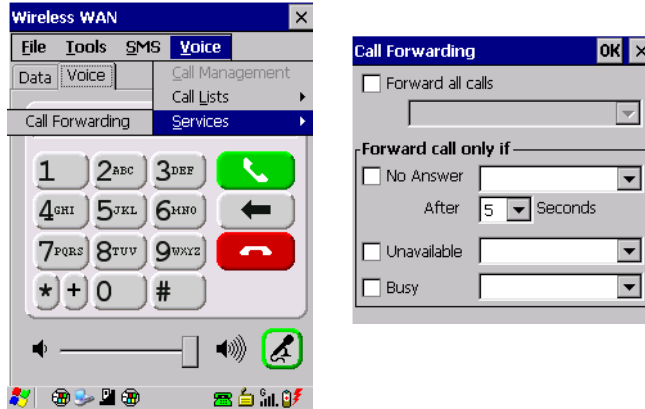 Wireless WAN
File Tools SMS Voice
Data Voice
Call Management
Call Lists
Call Forwarding Services
1 2ABC 3DEF
4GHI 5JKL 6MNO
7PQRS 8TUV 9WXYZ
* + 0 #
Call Forwarding OK
Forward all calls
Forward call only if
No Answer
After 5 Seconds
Unavailable
Busy